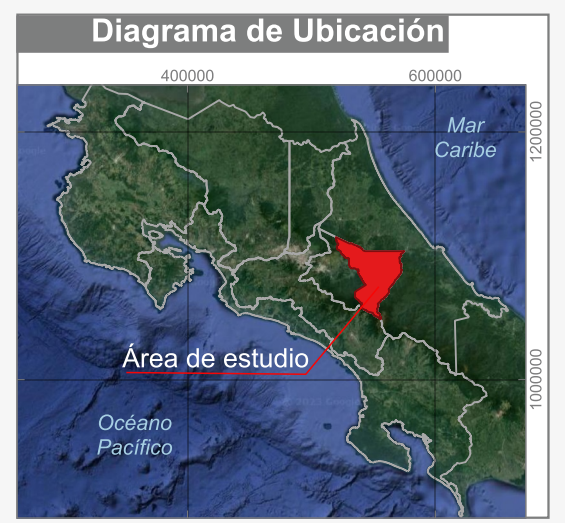 Diagrama de Ubicación
400000
600000
1200000
Mar
Caribe
Área de estudio
1000000
Océano
Pacífico